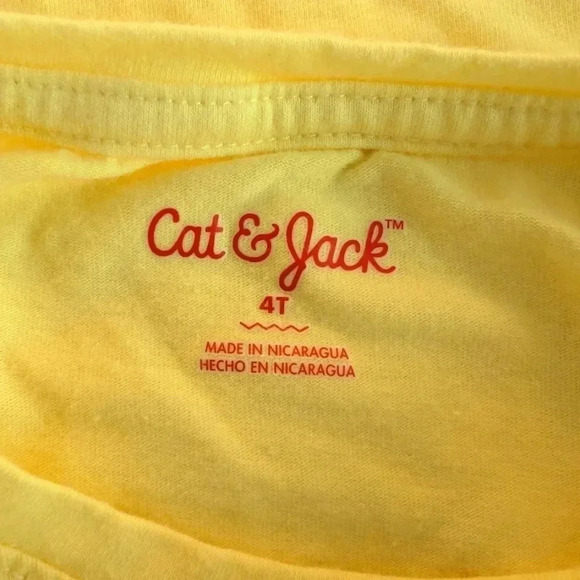 Cat & Jack™
4T
MADE IN NICARAGUA
HECHO EN NICARAGUA